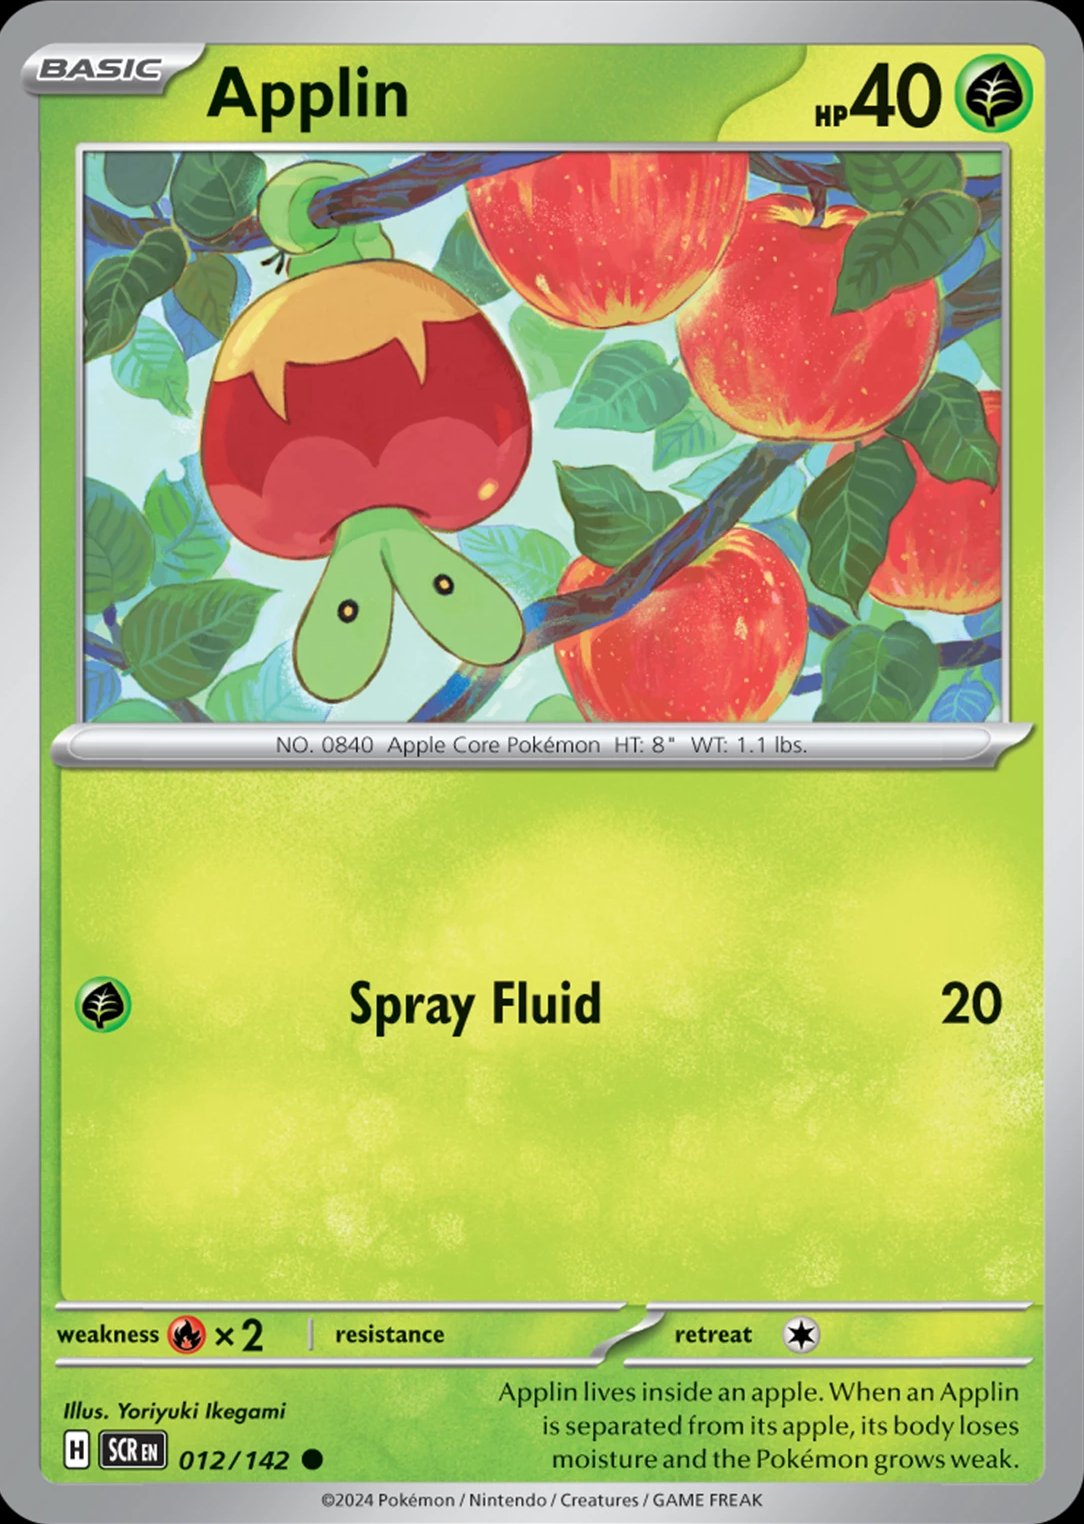 BASIC
Applin
HP 40
NO. 0840 Apple Core Pokémon HT: 8" WT: 1.1 lbs.
Spray Fluid 20
weakness ×2 resistance retreat
Applin lives inside an apple. When an Applin
is separated from its apple, its body loses
moisture and the Pokémon grows weak.
Illus. Yoriyuki Ikegami
H SCR EN 012/142
©2024 Pokémon / Nintendo / Creatures / GAME FREAK